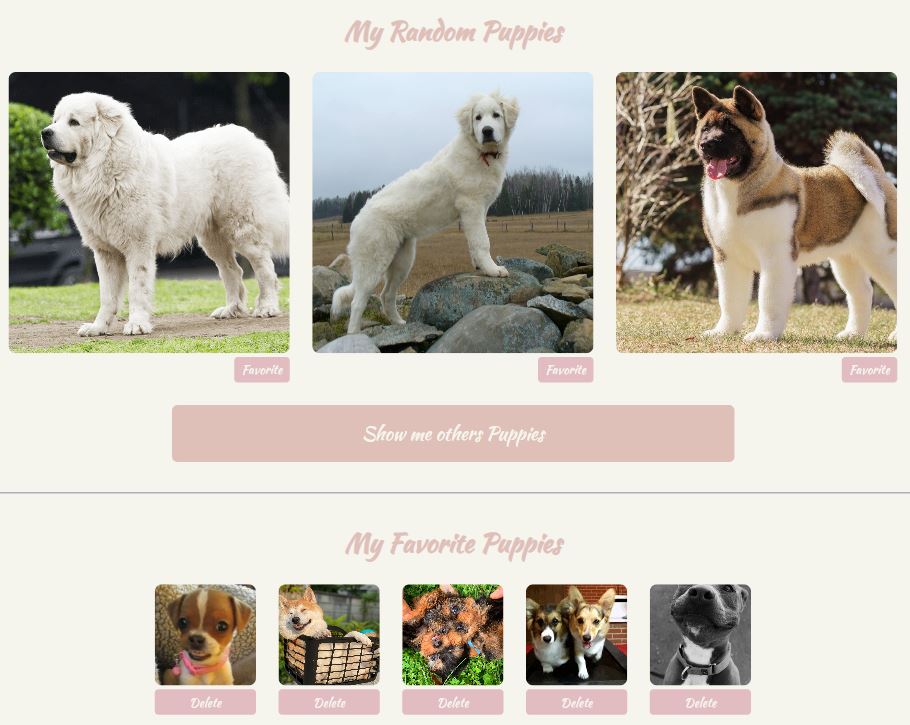 My Random Puppies
Favorite
Favorite
Favorite
Show me others Puppies
My Favorite Puppies
Delete
Delete
Delete
Delete
Delete